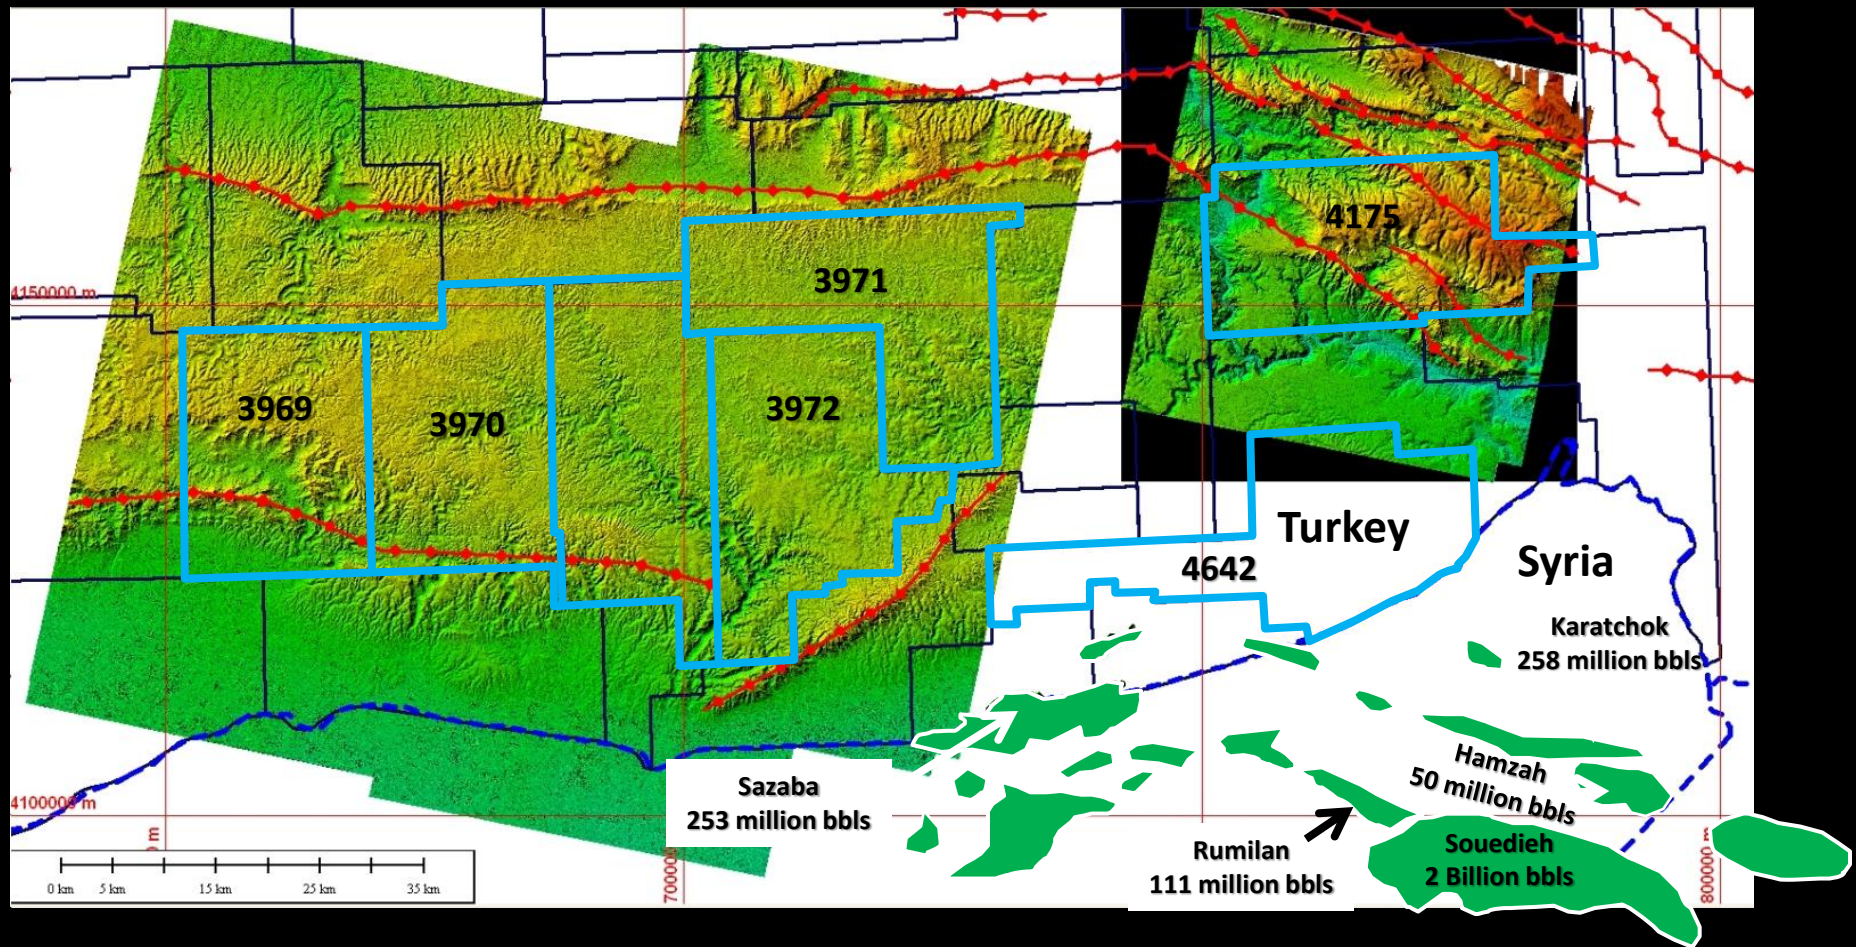 4175
3971
4150000 m
3969
3970
3972
Turkey
Syria
4642
Karatchok
258 million bbls
Hamzah
50 million bbls
Sazaba
253 million bbls
Rumilan
111 million bbls
Souedieh
2 Billion bbls
800000 m
0 km
5 km
15 km
25 km
35 km